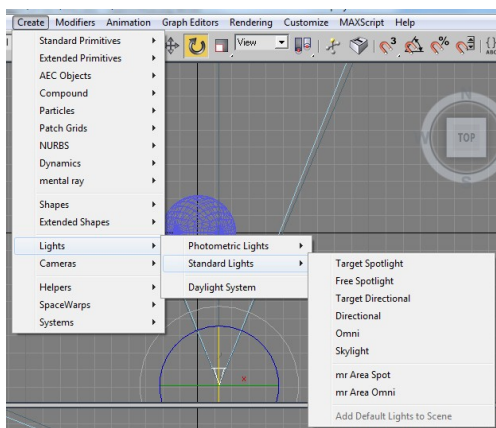 Create Modifiers Animation Graph Editors Rendering Customize MAXScript Help
View
3
%
ABC
Standard Primitives
Extended Primitives
AEC Objects
Compound
Particles
Patch Grids
NURBS
Dynamics
mental ray
Shapes
Extended Shapes
Lights
Cameras
Helpers
SpaceWarps
Systems
Photometric Lights
Standard Lights
Daylight System
Target Spotlight
Free Spotlight
Target Directional
Directional
Omni
Skylight
mr Area Spot
mr Area Omni
Add Default Lights to Scene
N
W
TOP
S
x